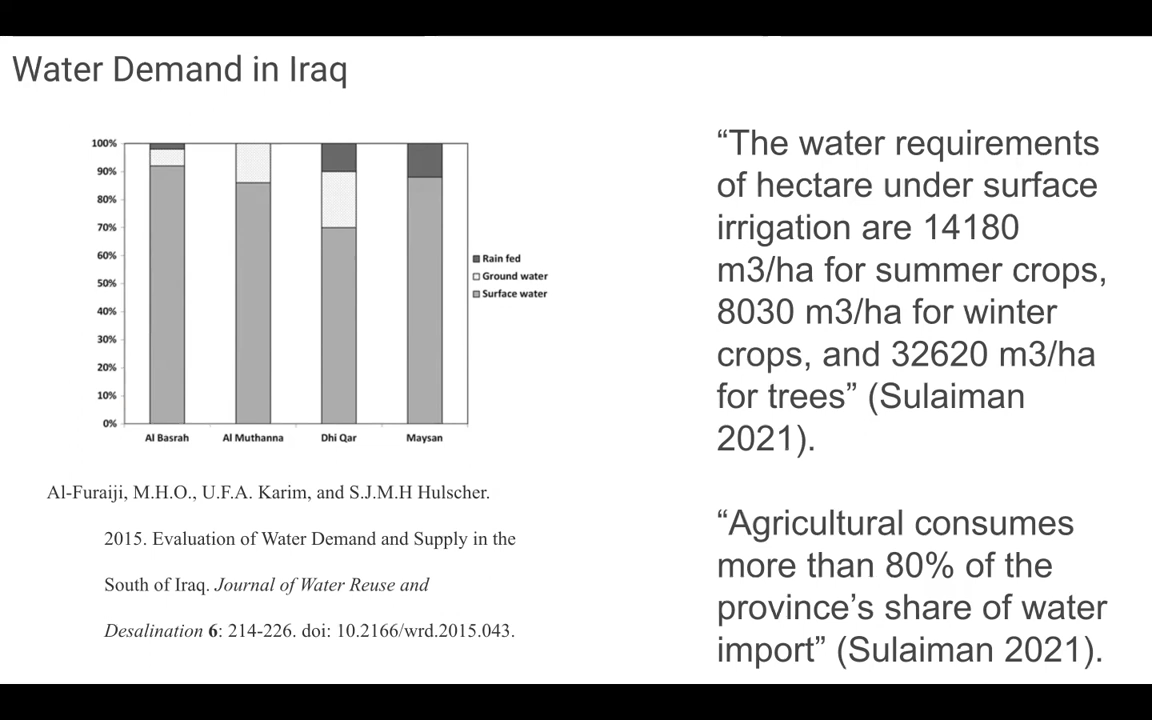 Water Demand in Iraq
100%
90%
80%
70%
60%
50%
40%
30%
20%
10%
0%
Al Basrah
Al Muthanna
Dhi Qar
Maysan
Rain fed
Ground water
Surface water
Al-Furaiji, M.H.O., U.F.A. Karim, and S.J.M.H Hulscher.
2015. Evaluation of Water Demand and Supply in the
South of Iraq. Journal of Water Reuse and
Desalination 6: 214-226. doi: 10.2166/wrd.2015.043.
“The water requirements
of hectare under surface
irrigation are 14180
m3/ha for summer crops,
8030 m3/ha for winter
crops, and 32620 m3/ha
for trees” (Sulaiman
2021).
“Agricultural consumes
more than 80% of the
province’s share of water
import” (Sulaiman 2021).